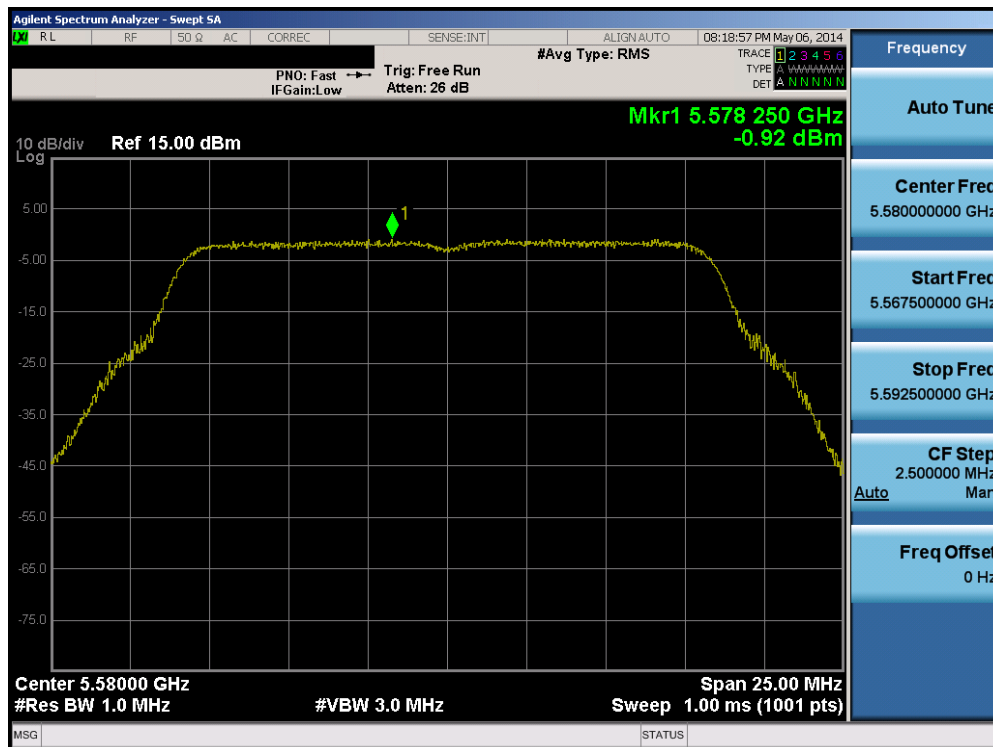 Agilent Spectrum Analyzer - Swept SA
LXI RL RF 50 Ω AC CORREC SENSE:INT ALIGNAUTO 08:18:57 PM May 06, 2014
Frequency
#Avg Type: RMS
TRACE 1 2 3 4 5 6
PNO: Fast
Trig: Free Run
TYPE A WWWWW
IFGain:Low
Atten: 26 dB
DET A N N N N N
Auto Tune
Mkr1 5.578 250 GHz
-0.92 dBm
10 dB/div Ref 15.00 dBm
Log
Center Freq
5.580000000 GHz
5.00
1
-5.00
Start Freq
5.567500000 GHz
-15.0
-25.0
Stop Freq
5.592500000 GHz
-35.0
-45.0
CF Step
2.500000 MHz
Auto Man
-55.0
Freq Offset
0 Hz
-65.0
-75.0
Center 5.58000 GHz
Span 25.00 MHz
#Res BW 1.0 MHz
#VBW 3.0 MHz
Sweep 1.00 ms (1001 pts)
MSG
STATUS